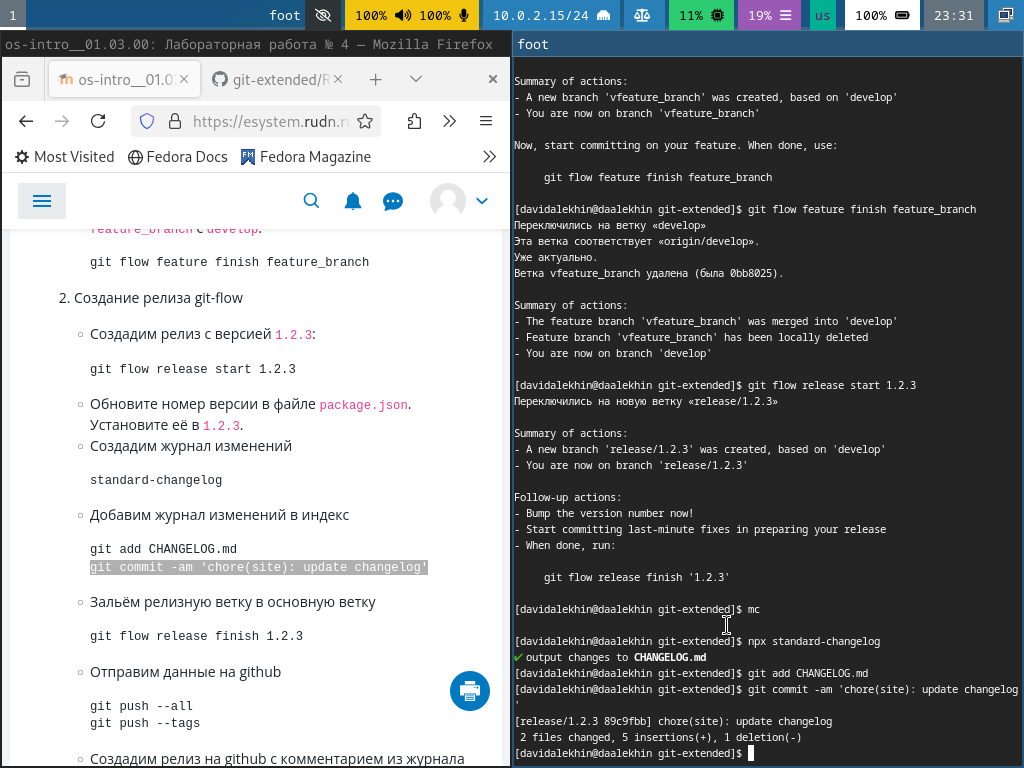 1 foot 100% 100% 10.0.2.15/24 11% 19% us 100% 23:31
os-intro__01.03.00: Лабораторная работа № 4 — Mozilla Firefox
os-intro__01.0
git-extended/R
https://esystem.rudn.r
Most Visited
Fedora Docs
Fedora Magazine
feature_branch с develop.
git flow feature finish feature_branch
2. Создание релиза git-flow
Создадим релиз с версией 1.2.3:
git flow release start 1.2.3
Обновите номер версии в файле package.json.
Установите её в 1.2.3.
Создадим журнал изменений
standard-changelog
Добавим журнал изменений в индекс
git add CHANGELOG.md
git commit -am 'chore(site): update changelog'
Зальём релизную ветку в основную ветку
git flow release finish 1.2.3
Отправим данные на github
git push --all
git push --tags
Создадим релиз на github с комментарием из журнала
foot
Summary of actions:
- A new branch 'vfeature_branch' was created, based on 'develop'
- You are now on branch 'vfeature_branch'
Now, start committing on your feature. When done, use:
git flow feature finish feature_branch
[davidalekhin@daalekhin git-extended]$ git flow feature finish feature_branch
Переключились на ветку «develop»
Эта ветка соответствует «origin/develop».
Уже актуально.
Ветка vfeature_branch удалена (была 0bb8025).
Summary of actions:
- The feature branch 'vfeature_branch' was merged into 'develop'
- Feature branch 'vfeature_branch' has been locally deleted
- You are now on branch 'develop'
[davidalekhin@daalekhin git-extended]$ git flow release start 1.2.3
Переключились на новую ветку «release/1.2.3»
Summary of actions:
- A new branch 'release/1.2.3' was created, based on 'develop'
- You are now on branch 'release/1.2.3'
Follow-up actions:
- Bump the version number now!
- Start committing last-minute fixes in preparing your release
- When done, run:
git flow release finish '1.2.3'
[davidalekhin@daalekhin git-extended]$ mc
[davidalekhin@daalekhin git-extended]$ npx standard-changelog
✔ output changes to CHANGELOG.md
[davidalekhin@daalekhin git-extended]$ git add CHANGELOG.md
[davidalekhin@daalekhin git-extended]$ git commit -am 'chore(site): update changelog
'
[release/1.2.3 89c9fbb] chore(site): update changelog
2 files changed, 5 insertions(+), 1 deletion(-)
[davidalekhin@daalekhin git-extended]$